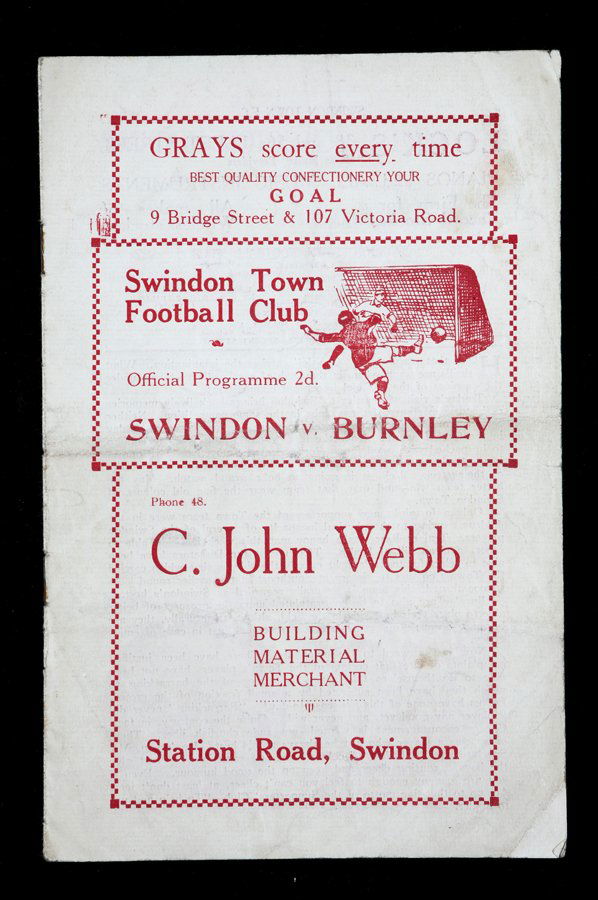 GRAYS score every time
BEST QUALITY CONFECTIONERY YOUR
GOAL
9 Bridge Street & 107 Victoria Road.
Swindon Town
Football Club
Official Programme 2d.
SWINDON v. BURNLEY
Phone 48.
C. John Webb
BUILDING
MATERIAL
MERCHANT
Station Road, Swindon